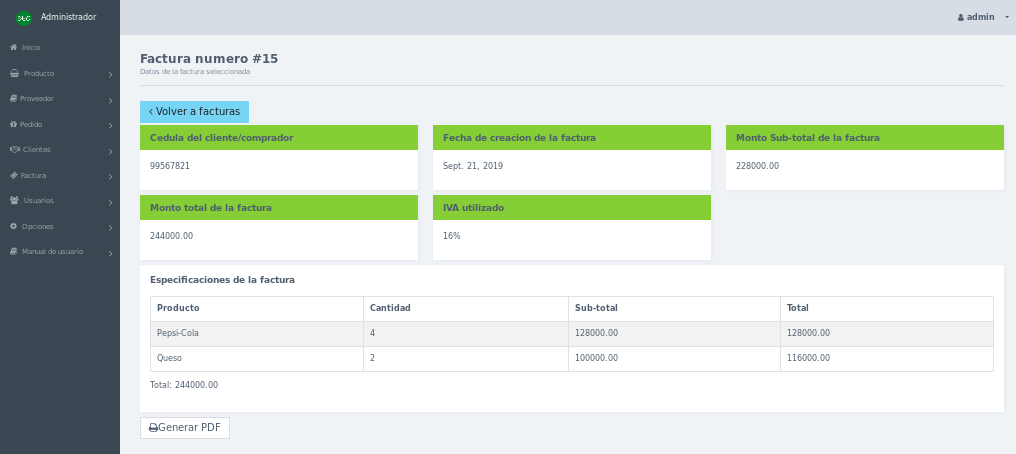 DEC Administrador
admin
Inicio
Producto
Proveedor
Pedido
Clientes
Factura
Usuarios
Opciones
Manual de usuario
Factura numero #15
Datos de la factura seleccionada
Volver a facturas
Cedula del cliente/comprador
99567821
Fecha de creacion de la factura
Sept. 21, 2019
Monto Sub-total de la factura
228000.00
Monto total de la factura
244000.00
IVA utilizado
16%
Especificaciones de la factura
Producto Cantidad Sub-total Total
Pepsi-Cola 4 128000.00 128000.00
Queso 2 100000.00 116000.00
Total: 244000.00
Generar PDF